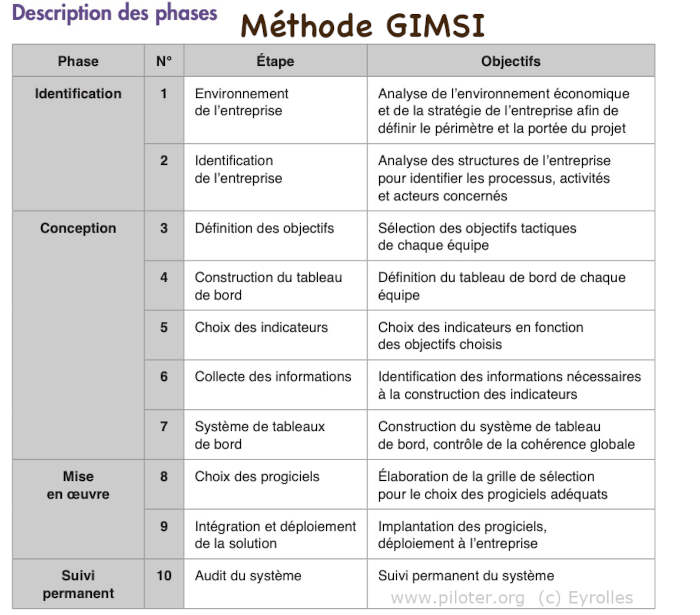 Description des phases
Méthode GIMSI
Phase N° Étape Objectifs
Identification 1 Environnement de l'entreprise Analyse de l'environnement économique
et de la stratégie de l'entreprise afin de
définir le périmètre et la portée du projet
2 Identification de l'entreprise Analyse des structures de l'entreprise
pour identifier les processus, activités
et acteurs concernés
Conception 3 Définition des objectifs Sélection des objectifs tactiques
de chaque équipe
4 Construction du tableau de bord Définition du tableau de bord de chaque
équipe
5 Choix des indicateurs Choix des indicateurs en fonction
des objectifs choisis
6 Collecte des informations Identification des informations nécessaires
à la construction des indicateurs
7 Système de tableaux de bord Construction du système de tableau
de bord, contrôle de la cohérence globale
Mise en œuvre 8 Choix des progiciels Élaboration de la grille de sélection
pour le choix des progiciels adéquats
9 Intégration et déploiement de la solution Implantation des progiciels,
déploiement à l'entreprise
Suivi permanent 10 Audit du système Suivi permanent du système
www.piloter.org (c) Eyrolles